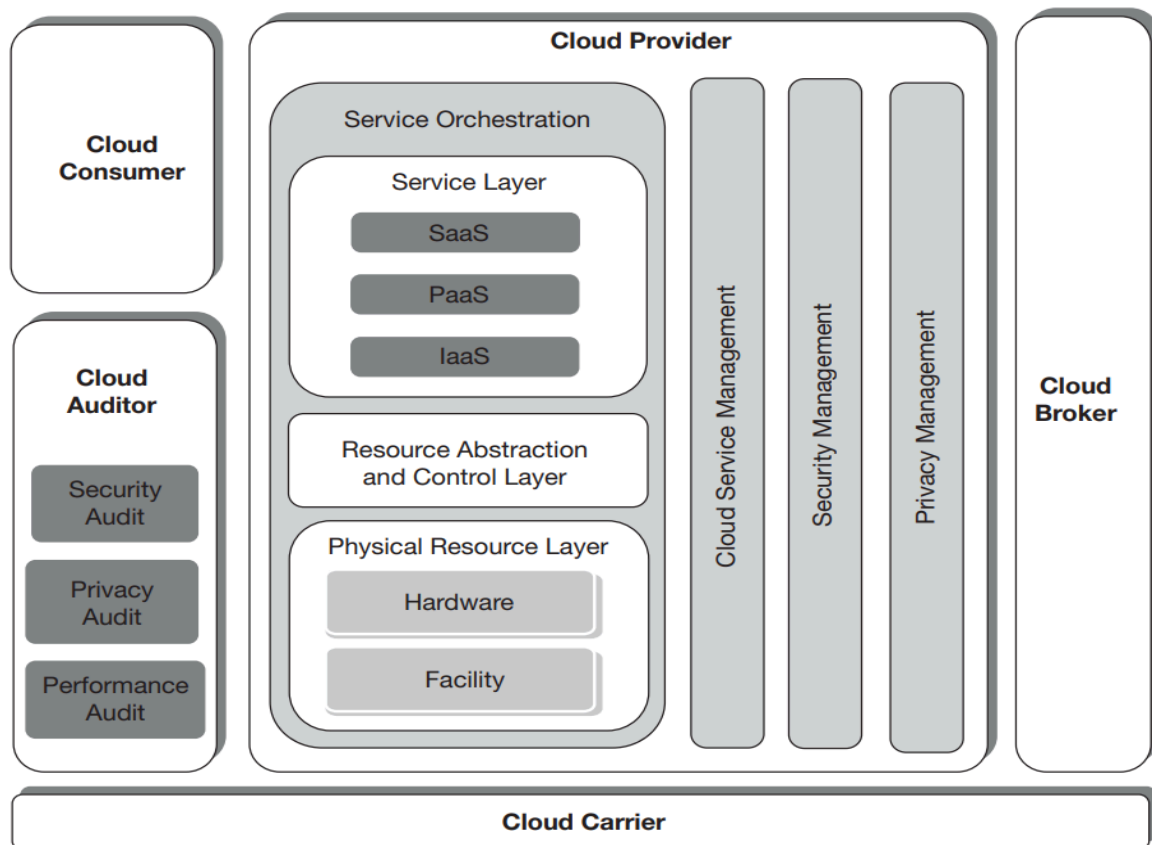 Cloud
Consumer
Cloud
Auditor
Security
Audit
Privacy
Audit
Performance
Audit
Cloud Provider
Service Orchestration
Service Layer
SaaS
PaaS
IaaS
Resource Abstraction
and Control Layer
Physical Resource Layer
Hardware
Facility
Cloud Service Management
Security Management
Privacy Management
Cloud
Broker
Cloud Carrier